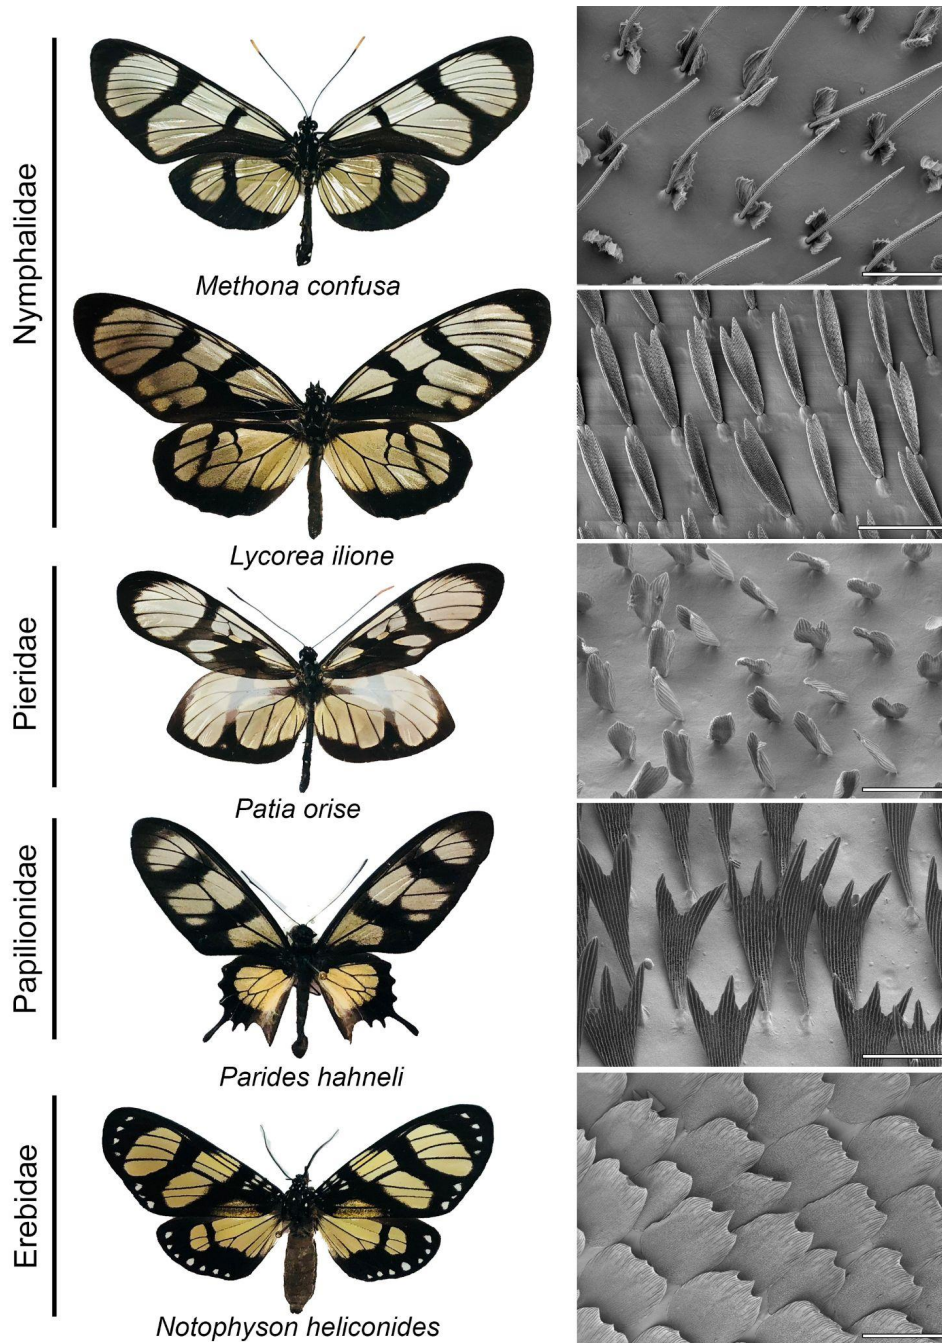 Nymphalidae
Methona confusa
Lycorea ilione
Pieridae
Patia orise
Papilionidae
Parides hahneli
Erebidae
Notophyson heliconides